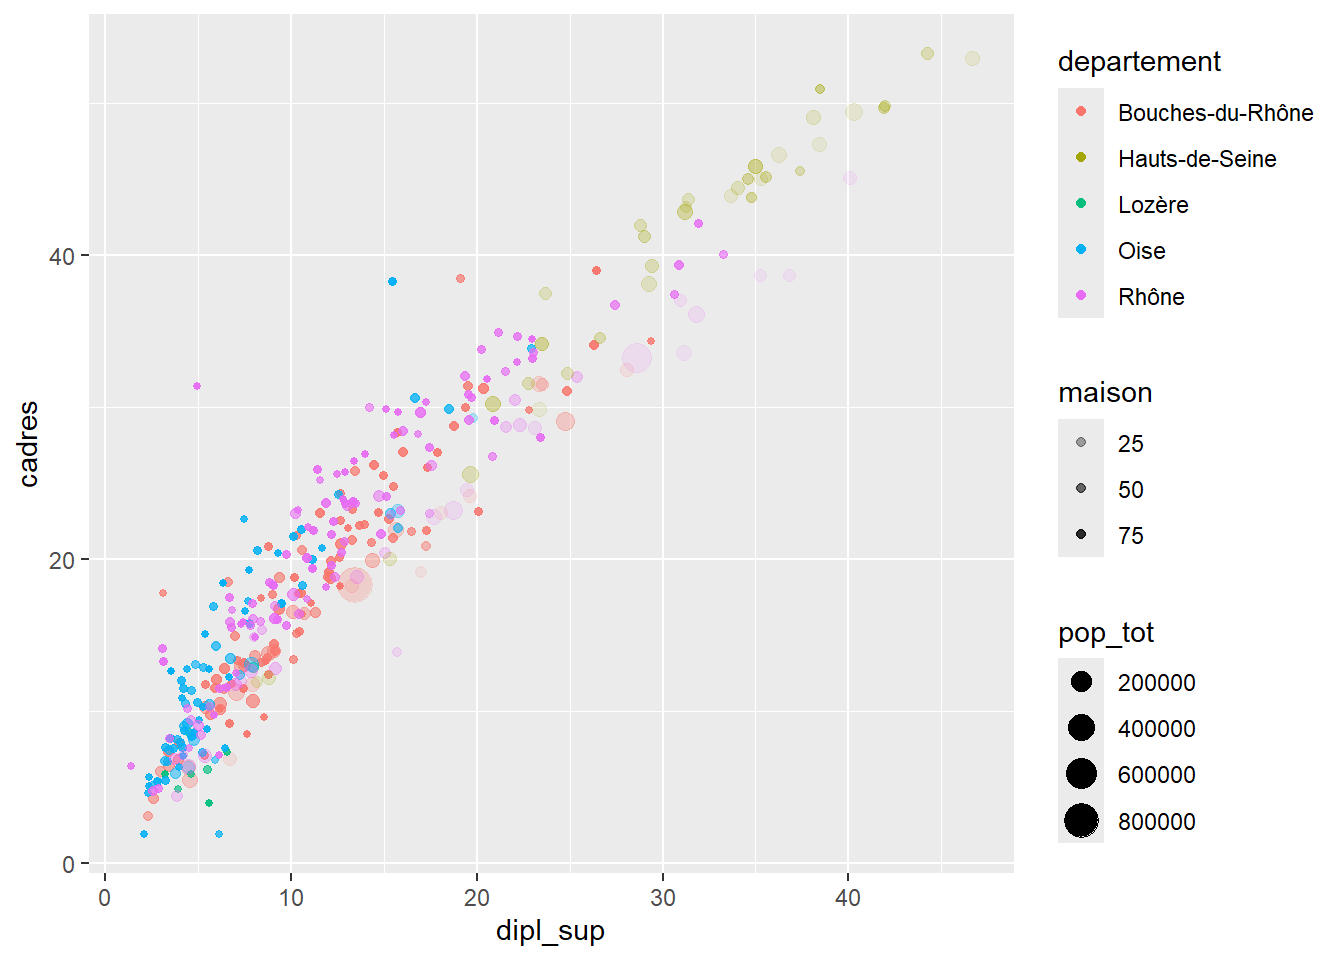 departement
Bouches-du-Rhône
Hauts-de-Seine
Lozère
Oise
Rhône
maison
25
50
75
pop_tot
200000
400000
600000
800000
cadres
40
20
0
0 10 20 30 40
dipl_sup